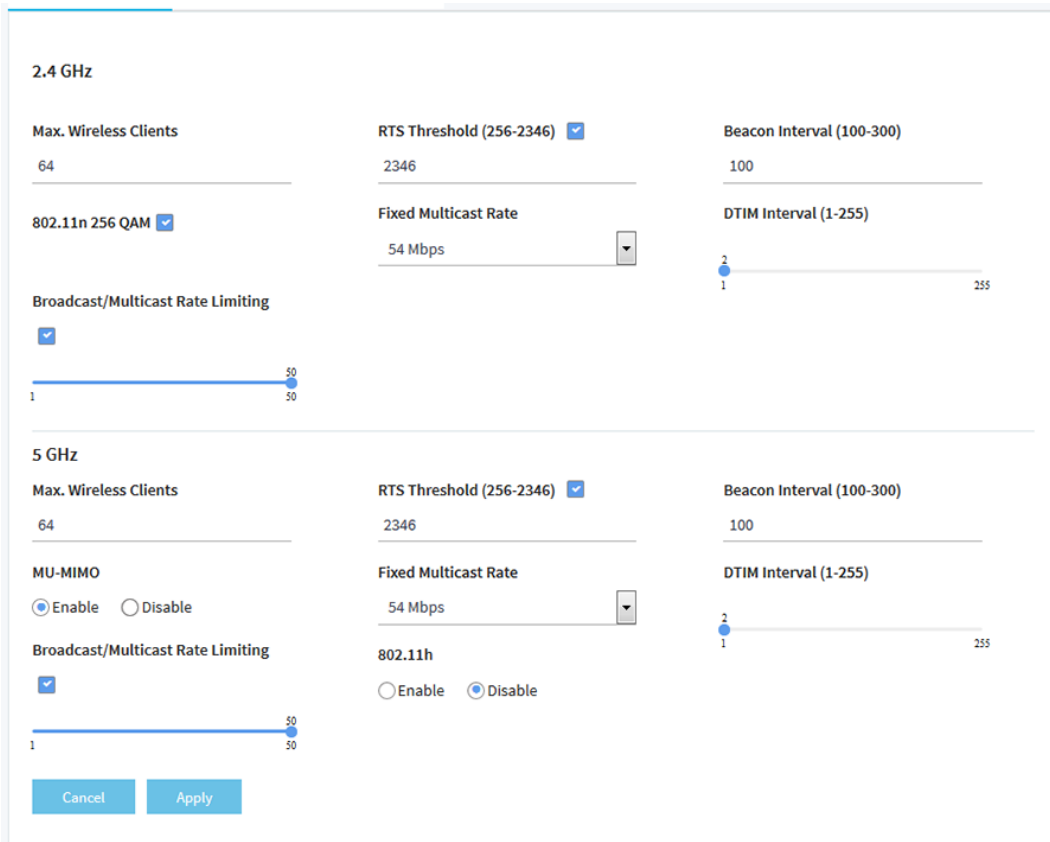 2.4 GHz
Max. Wireless Clients
RTS Threshold (256-2346)
Beacon Interval (100-300)
64
2346
100
802.11n 256 QAM
Fixed Multicast Rate
DTIM Interval (1-255)
54 Mbps
2
1
255
Broadcast/Multicast Rate Limiting
50
1
50
5 GHz
Max. Wireless Clients
RTS Threshold (256-2346)
Beacon Interval (100-300)
64
2346
100
MU-MIMO
Fixed Multicast Rate
DTIM Interval (1-255)
Enable Disable
54 Mbps
2
1
255
Broadcast/Multicast Rate Limiting
802.11h
Enable Disable
50
1
50
Cancel
Apply